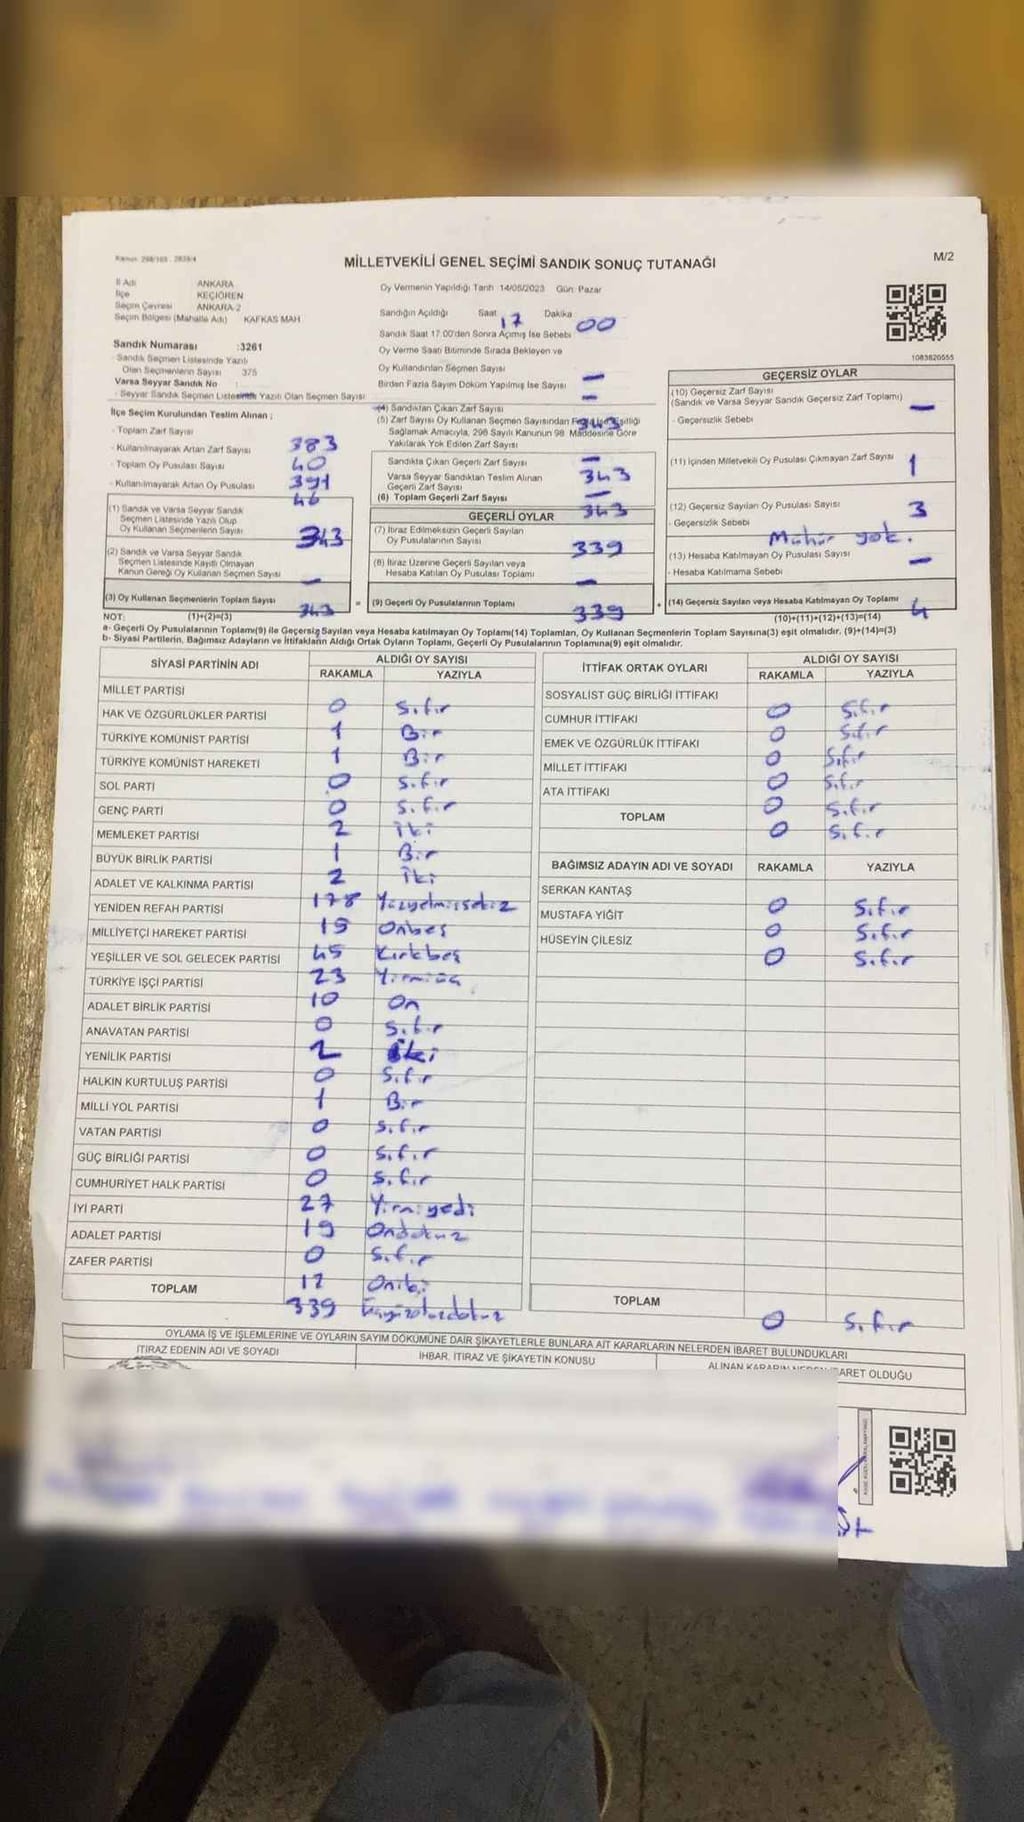 Kanun: 298/105 - 2839/4
MİLLETVEKİLİ GENEL SEÇİMİ SANDIK SONUÇ TUTANAĞI
M/2
İl Adı ANKARA
İlçe KEÇİÖREN
Seçim Çevresi ANKARA-2
Seçim Bölgesi (Mahalle Adı) KAFKAS MAH
Sandık Numarası :3261
- Sandık Seçmen Listesinde Yazılı
Olan Seçmenlerin Sayısı 375
Varsa Seyyar Sandık No :
- Seyyar Sandık Seçmen Listesinde Yazılı Olan Seçmen Sayısı
Oy Vermenin Yapıldığı Tarih 14/05/2023 Gün: Pazar
Sandığın Açıldığı Saat 17 Dakika 00
Sandık Saat 17.00'den Sonra Açılmış İse Sebebi
Oy Verme Saati Bitiminde Sırada Bekleyen ve
Oy Kullandırılan Seçmen Sayısı —
Birden Fazla Sayım Döküm Yapılmış İse Sayısı —
1083820555
İlçe Seçim Kurulundan Teslim Alınan ;
- Toplam Zarf Sayısı 383
- Kullanılmayarak Artan Zarf Sayısı 40
- Toplam Oy Pusulası Sayısı 391
- Kullanılmayarak Artan Oy Pusulası 46
(1) Sandık ve Varsa Seyyar Sandık
Seçmen Listesinde Yazılı Olup
Oy Kullanan Seçmenlerin Sayısı 343
(2) Sandık ve Varsa Seyyar Sandık
Seçmen Listesinde Kayıtlı Olmayan
Kanun Gereği Oy Kullanan Seçmen Sayısı —
(3) Oy Kullanan Seçmenlerin Toplam Sayısı 343
(4) Sandıktan Çıkan Zarf Sayısı 343
(5) Zarf Sayısı Oy Kullanan Seçmen Sayısından Fazla İse Eşitliği
Sağlamak Amacıyla, 298 Sayılı Kanunun 98. Maddesine Göre
Yakılarak Yok Edilen Zarf Sayısı —
Sandıkta Çıkan Geçerli Zarf Sayısı 343
Varsa Seyyar Sandıktan Teslim Alınan
Geçerli Zarf Sayısı —
(6) Toplam Geçerli Zarf Sayısı 343
GEÇERLİ OYLAR
(7) İtiraz Edilmeksizin Geçerli Sayılan
Oy Pusulalarının Sayısı 339
(8) İtiraz Üzerine Geçerli Sayılan veya
Hesaba Katılan Oy Pusulası Toplamı —
= (9) Geçerli Oy Pusulalarının Toplamı 339
GEÇERSİZ OYLAR
(10) Geçersiz Zarf Sayısı
(Sandık ve Varsa Seyyar Sandık Geçersiz Zarf Toplamı) —
- Geçersizlik Sebebi
(11) İçinden Milletvekili Oy Pusulası Çıkmayan Zarf Sayısı 1
(12) Geçersiz Sayılan Oy Pusulası Sayısı 3
- Geçersizlik Sebebi Mühür yok.
(13) Hesaba Katılmayan Oy Pusulası Sayısı —
- Hesaba Katılmama Sebebi
+ (14) Geçersiz Sayılan veya Hesaba Katılmayan Oy Toplamı 4
NOT: (1)+(2)=(3) (10)+(11)+(12)+(13)=(14)
a- Geçerli Oy Pusulalarının Toplamı(9) ile Geçersiz Sayılan veya Hesaba katılmayan Oy Toplamı(14) Toplamları, Oy Kullanan Seçmenlerin Toplam Sayısına(3) eşit olmalıdır. (9)+(14)=(3)
b- Siyasi Partilerin, Bağımsız Adayların ve İttifakların Aldığı Ortak Oyların Toplamı, Geçerli Oy Pusulalarının Toplamına(9) eşit olmalıdır.
SİYASİ PARTİNİN ADI ALDIĞI OY SAYISI
RAKAMLA YAZIYLA
MİLLET PARTİSİ 0 Sıfır
HAK VE ÖZGÜRLÜKLER PARTİSİ 1 Bir
TÜRKİYE KOMÜNİST PARTİSİ 1 Bir
TÜRKİYE KOMÜNİST HAREKETİ 0 Sıfır
SOL PARTİ 0 Sıfır
GENÇ PARTİ 2 İki
MEMLEKET PARTİSİ 1 Bir
BÜYÜK BİRLİK PARTİSİ 2 İki
ADALET VE KALKINMA PARTİSİ 178 Yüzyetmişsekiz
YENİDEN REFAH PARTİSİ 15 Onbeş
MİLLİYETÇİ HAREKET PARTİSİ 45 Kırkbeş
YEŞİLLER VE SOL GELECEK PARTİSİ 23 Yirmiüç
TÜRKİYE İŞÇİ PARTİSİ 10 On
ADALET BİRLİK PARTİSİ 0 Sıfır
ANAVATAN PARTİSİ 2 İki
YENİLİK PARTİSİ 0 Sıfır
HALKIN KURTULUŞ PARTİSİ 1 Bir
MİLLİ YOL PARTİSİ 0 Sıfır
VATAN PARTİSİ 0 Sıfır
GÜÇ BİRLİĞİ PARTİSİ 0 Sıfır
CUMHURİYET HALK PARTİSİ 27 Yirmiyedi
İYİ PARTİ 19 Ondokuz
ADALET PARTİSİ 0 Sıfır
ZAFER PARTİSİ 12 Oniki
TOPLAM 339 Üçyüzotuzdokuz
İTTİFAK ORTAK OYLARI ALDIĞI OY SAYISI
RAKAMLA YAZIYLA
SOSYALİST GÜÇ BİRLİĞİ İTTİFAKI 0 Sıfır
CUMHUR İTTİFAKI 0 Sıfır
EMEK VE ÖZGÜRLÜK İTTİFAKI 0 Sıfır
MİLLET İTTİFAKI 0 Sıfır
ATA İTTİFAKI 0 Sıfır
TOPLAM 0 Sıfır
BAĞIMSIZ ADAYIN ADI VE SOYADI RAKAMLA YAZIYLA
SERKAN KANTAŞ 0 Sıfır
MUSTAFA YİĞİT 0 Sıfır
HÜSEYİN ÇİLESİZ 0 Sıfır
TOPLAM 0 Sıfır
OYLAMA İŞ VE İŞLEMLERİNE VE OYLARIN SAYIM DÖKÜMÜNE DAİR ŞİKAYETLERLE BUNLARA AİT KARARLARIN NELERDEN İBARET BULUNDUKLARI
İTİRAZ EDENİN ADI VE SOYADI İHBAR, İTİRAZ VE ŞİKAYETİN KONUSU ALINAN KARARIN NEDEN İBARET OLDUĞU